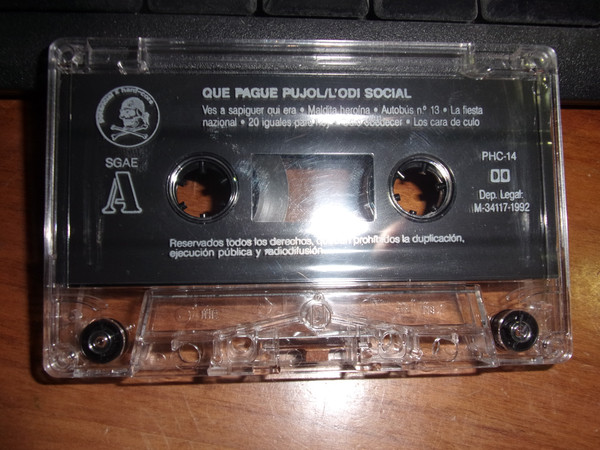 QUE PAGUE PUJOL/L'ODI SOCIAL
Ves a sapiguer qui era • Maldita heroína • Autobús nº 13 • La fiesta
nacional • 20 iguales para hoy • obedecer • Los cara de culo
SGAE
A
PHC-14
Dep. Legal:
M-34117-1992
Reservados todos los derechos, quedan prohibidos la duplicación,
ejecución pública y radiodifusión